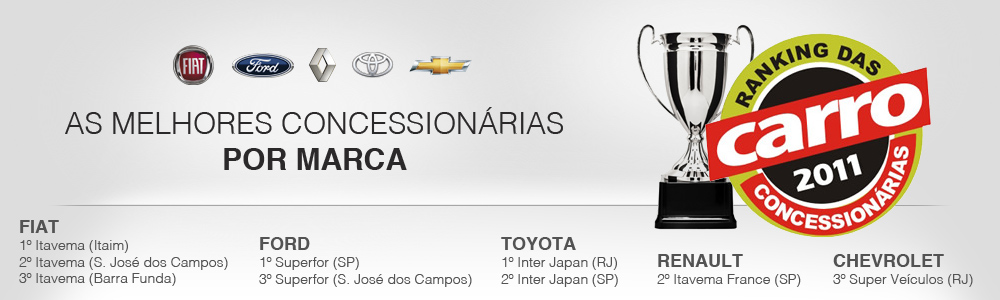 FIAT
Ford
AS MELHORES CONCESSIONÁRIAS
POR MARCA
RANKING DAS
carro
2011
CONCESSIONÁRIAS
FIAT
1º Itavema (Itaim)
2º Itavema (S. José dos Campos)
3º Itavema (Barra Funda)
FORD
1º Superfor (SP)
3º Superfor (S. José dos Campos)
TOYOTA
1º Inter Japan (RJ)
2º Inter Japan (SP)
RENAULT
2º Itavema France (SP)
CHEVROLET
3º Super Veículos (RJ)